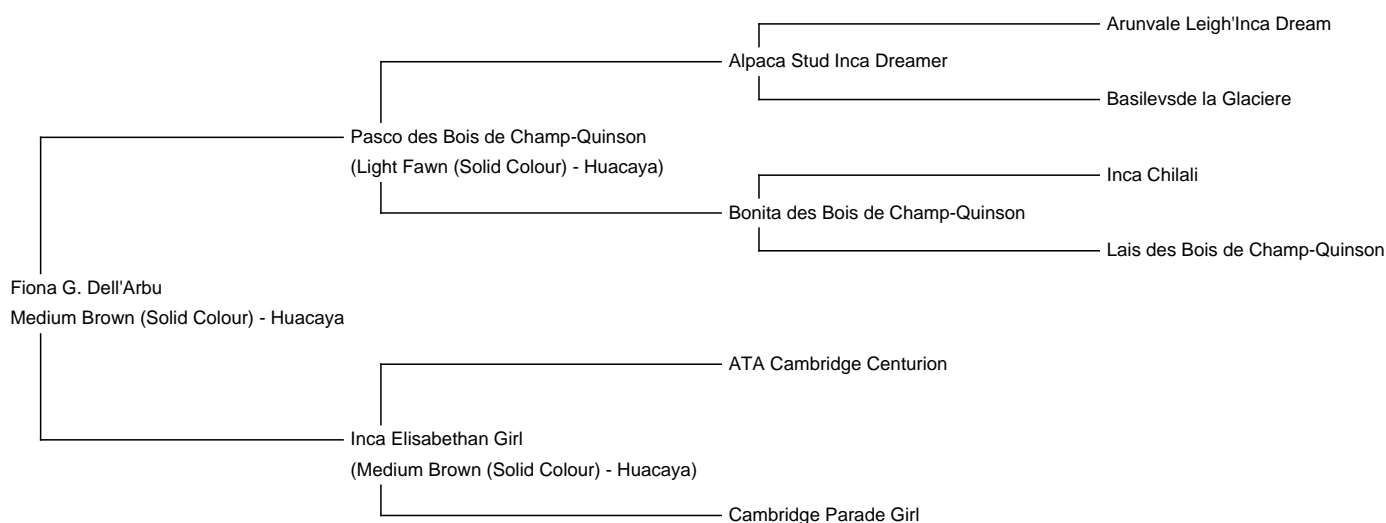 Arunvale Leigh'Inca Dream
Alpaca Stud Inca Dreamer
Basilevsde la Glaciere
Pasco des Bois de Champ-Quinson
(Light Fawn (Solid Colour) - Huacaya)
Inca Chilali
Bonita des Bois de Champ-Quinson
Lais des Bois de Champ-Quinson
Fiona G. Dell'Arbu
Medium Brown (Solid Colour) - Huacaya
ATA Cambridge Centurion
Inca Elisabethan Girl
(Medium Brown (Solid Colour) - Huacaya)
Cambridge Parade Girl